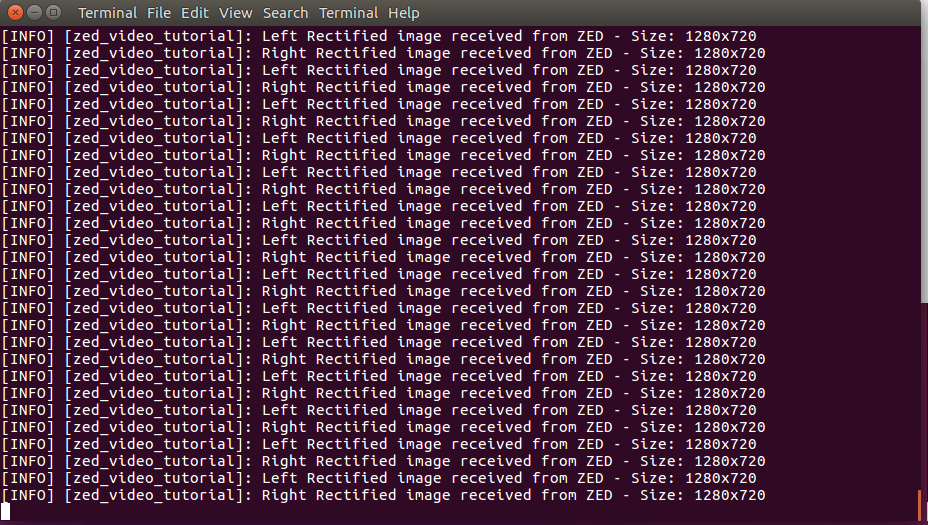 Terminal File Edit View Search Terminal Help
[INFO] [zed_video_tutorial]: Left Rectified image received from ZED - Size: 1280x720
[INFO] [zed_video_tutorial]: Right Rectified image received from ZED - Size: 1280x720
[INFO] [zed_video_tutorial]: Left Rectified image received from ZED - Size: 1280x720
[INFO] [zed_video_tutorial]: Right Rectified image received from ZED - Size: 1280x720
[INFO] [zed_video_tutorial]: Left Rectified image received from ZED - Size: 1280x720
[INFO] [zed_video_tutorial]: Right Rectified image received from ZED - Size: 1280x720
[INFO] [zed_video_tutorial]: Left Rectified image received from ZED - Size: 1280x720
[INFO] [zed_video_tutorial]: Right Rectified image received from ZED - Size: 1280x720
[INFO] [zed_video_tutorial]: Left Rectified image received from ZED - Size: 1280x720
[INFO] [zed_video_tutorial]: Right Rectified image received from ZED - Size: 1280x720
[INFO] [zed_video_tutorial]: Left Rectified image received from ZED - Size: 1280x720
[INFO] [zed_video_tutorial]: Right Rectified image received from ZED - Size: 1280x720
[INFO] [zed_video_tutorial]: Left Rectified image received from ZED - Size: 1280x720
[INFO] [zed_video_tutorial]: Right Rectified image received from ZED - Size: 1280x720
[INFO] [zed_video_tutorial]: Left Rectified image received from ZED - Size: 1280x720
[INFO] [zed_video_tutorial]: Right Rectified image received from ZED - Size: 1280x720
[INFO] [zed_video_tutorial]: Left Rectified image received from ZED - Size: 1280x720
[INFO] [zed_video_tutorial]: Right Rectified image received from ZED - Size: 1280x720
[INFO] [zed_video_tutorial]: Left Rectified image received from ZED - Size: 1280x720
[INFO] [zed_video_tutorial]: Right Rectified image received from ZED - Size: 1280x720
[INFO] [zed_video_tutorial]: Left Rectified image received from ZED - Size: 1280x720
[INFO] [zed_video_tutorial]: Right Rectified image received from ZED - Size: 1280x720
[INFO] [zed_video_tutorial]: Left Rectified image received from ZED - Size: 1280x720
[INFO] [zed_video_tutorial]: Right Rectified image received from ZED - Size: 1280x720
[INFO] [zed_video_tutorial]: Left Rectified image received from ZED - Size: 1280x720
[INFO] [zed_video_tutorial]: Right Rectified image received from ZED - Size: 1280x720
[INFO] [zed_video_tutorial]: Left Rectified image received from ZED - Size: 1280x720
[INFO] [zed_video_tutorial]: Right Rectified image received from ZED - Size: 1280x720